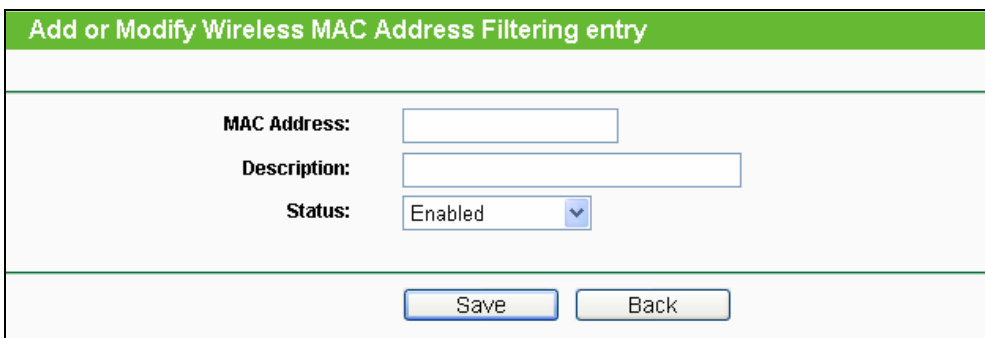 Add or Modify Wireless MAC Address Filtering entry
MAC Address:
Description:
Status: Enabled
Save Back